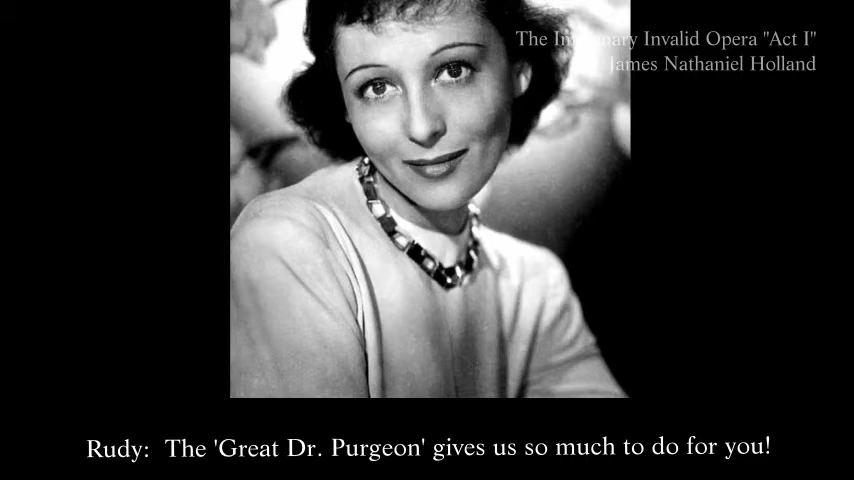 The Imaginary Invalid Opera "Act I"
James Nathaniel Holland
Rudy: The 'Great Dr. Purgeon' gives us so much to do for you!